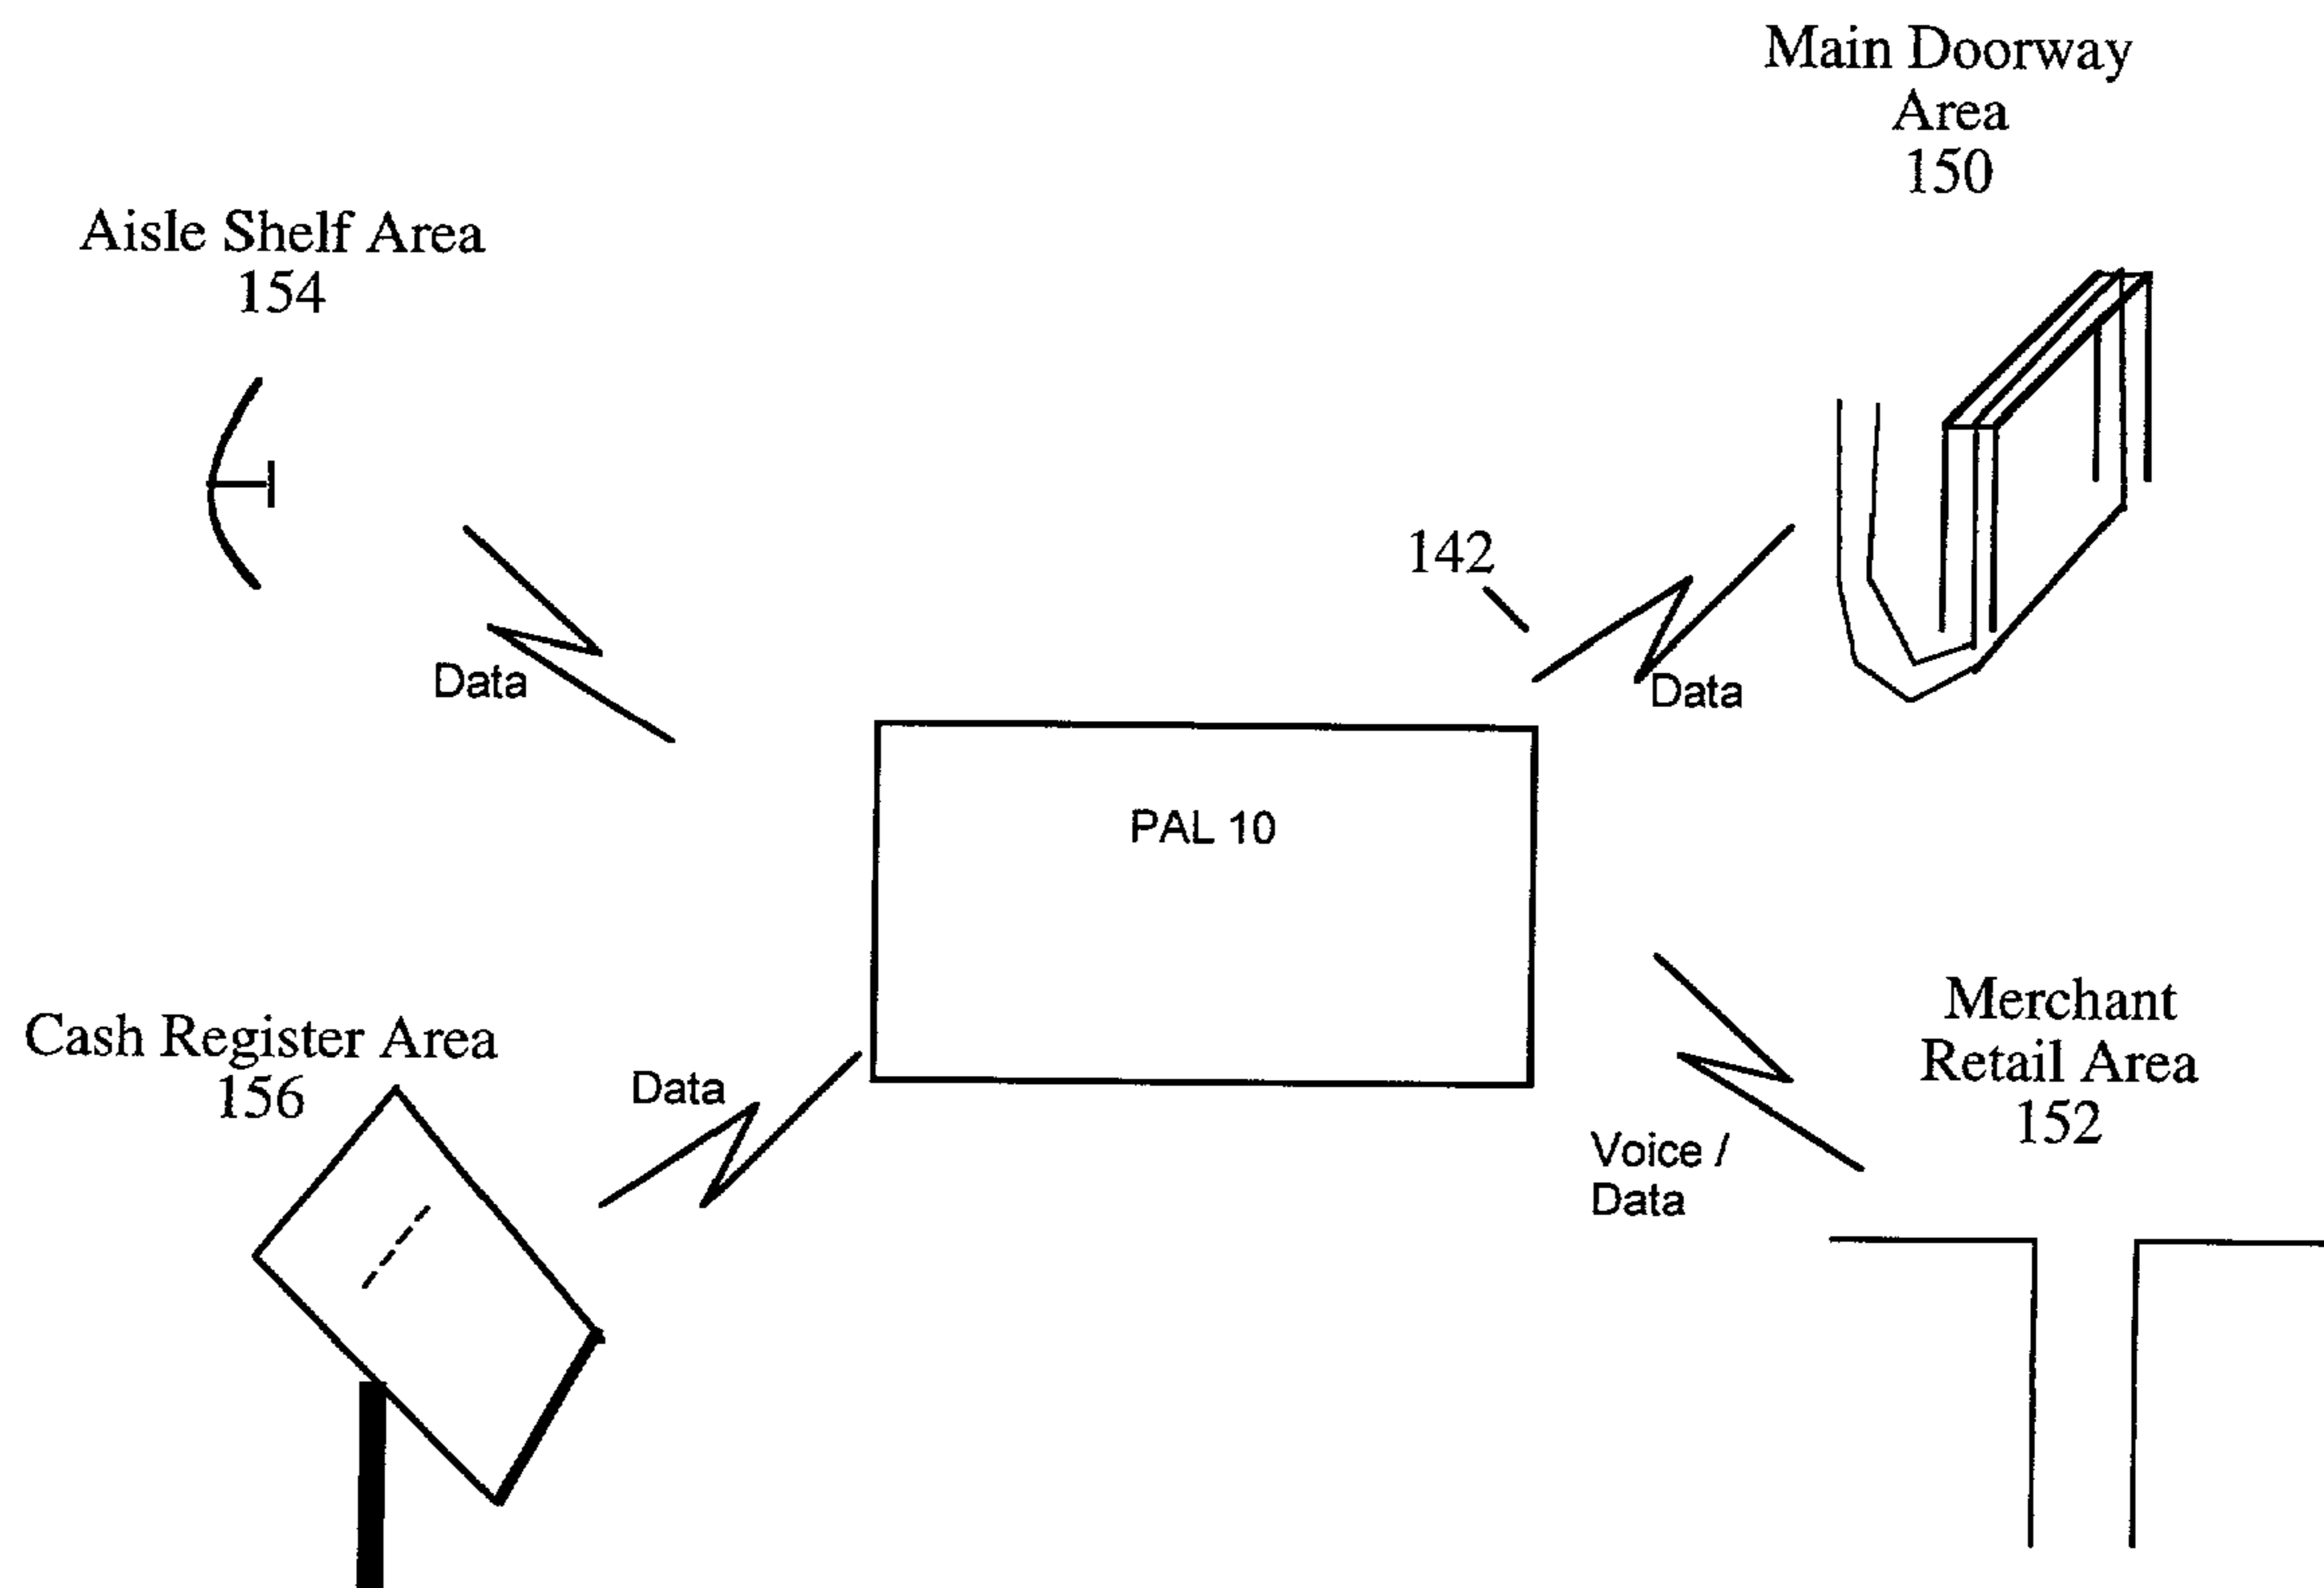 Main Doorway
Area
150
Aisle Shelf Area
154
142
Data
Data
PAL 10
Merchant
Retail Area
152
Cash Register Area
156
Data
Voice /
Data